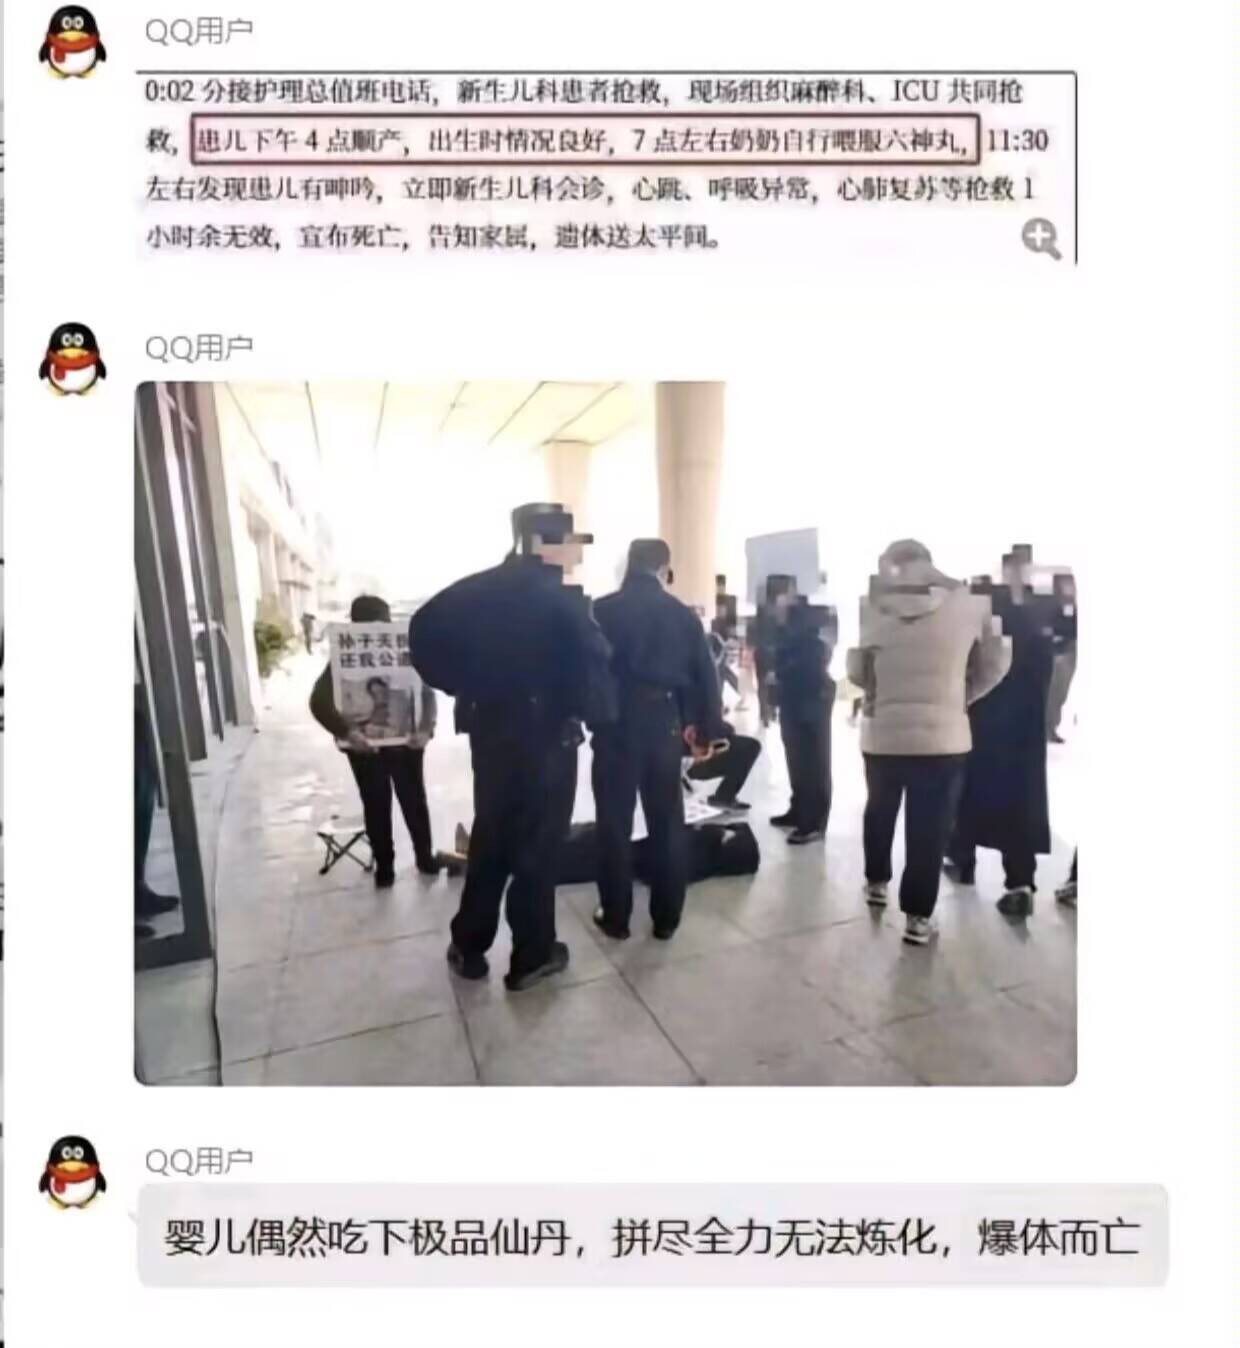 QQ用户
0:02 分接护理总值班电话，新生儿科患者抢救，现场组织麻醉科、ICU 共同抢
救，患儿下午 4 点顺产，出生时情况良好，7 点左右奶奶自行喂服六神丸，11:30
左右发现患儿有呻吟，立即新生儿科会诊，心跳、呼吸异常，心肺复苏等抢救 1
小时余无效，宣布死亡，告知家属，遗体送太平间。
QQ用户
孙子夭
还我公道
QQ用户
婴儿偶然吃下极品仙丹，拼尽全力无法炼化，爆体而亡